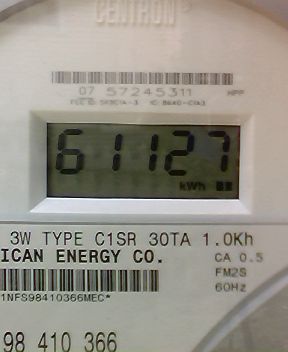 CENTRON
07 57245311 HPP
61127
kWh
3W TYPE C1SR 30TA 1.0Kh
ICAN ENERGY CO. CA 0.5
FM2S
1NFS98410366MEC* 60Hz
98 410 366